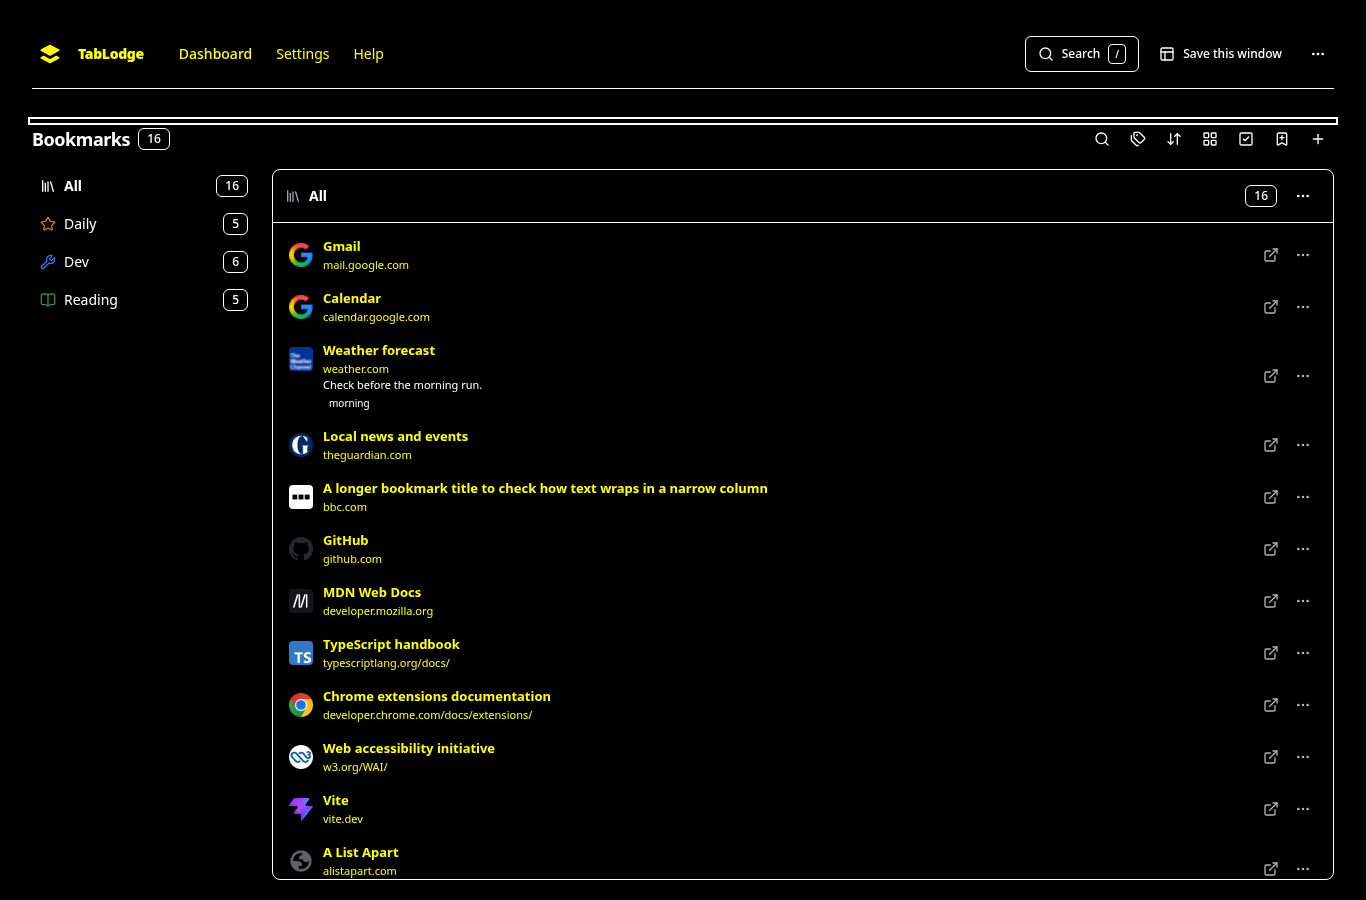 TabLodge Dashboard Settings Help Search / Save this window
Bookmarks 16
All 16
Daily 5
Dev 6
Reading 5
All 16
Gmail
mail.google.com
Calendar
calendar.google.com
The Weather Channel
Weather forecast
weather.com
Check before the morning run.
morning
G
Local news and events
theguardian.com
A longer bookmark title to check how text wraps in a narrow column
bbc.com
GitHub
github.com
MDN Web Docs
developer.mozilla.org
TS
TypeScript handbook
typescriptlang.org/docs/
Chrome extensions documentation
developer.chrome.com/docs/extensions/
Web accessibility initiative
w3.org/WAI/
Vite
vite.dev
A List Apart
alistapart.com